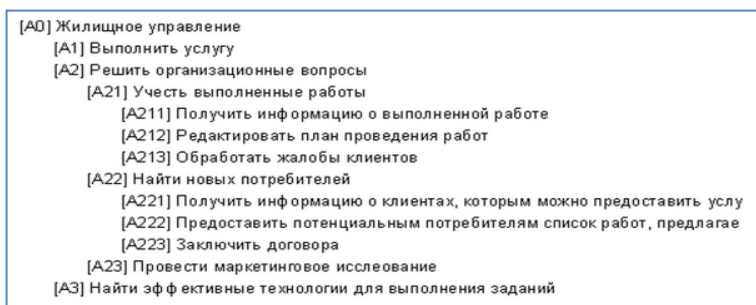 [A0] Жилищное управление
[A1] Выполнить услугу
[A2] Решить организационные вопросы
[A21] Учесть выполненные работы
[A211] Получить информацию о выполненной работе
[A212] Редактировать план проведения работ
[A213] Обработать жалобы клиентов
[A22] Найти новых потребителей
[A221] Получить информацию о клиентах, которым можно предоставить услу
[A222] Предоставить потенциальным потребителям список работ, предлагае
[A223] Заключить договора
[A23] Провести маркетинговоеисслеование
[A3] Найти эффективные технологии для выполнения заданий